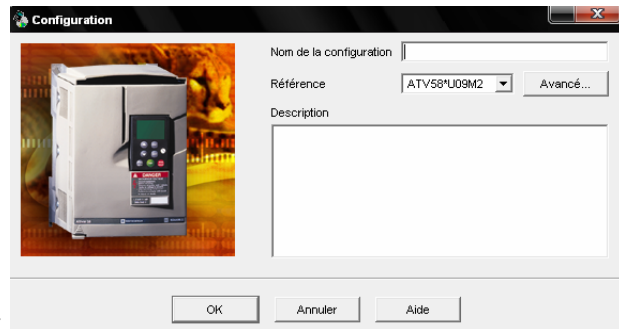 Configuration
Nom de la configuration
Référence ATV58*U09M2 Avancé...
Description
DANGER
OK Annuler Aide